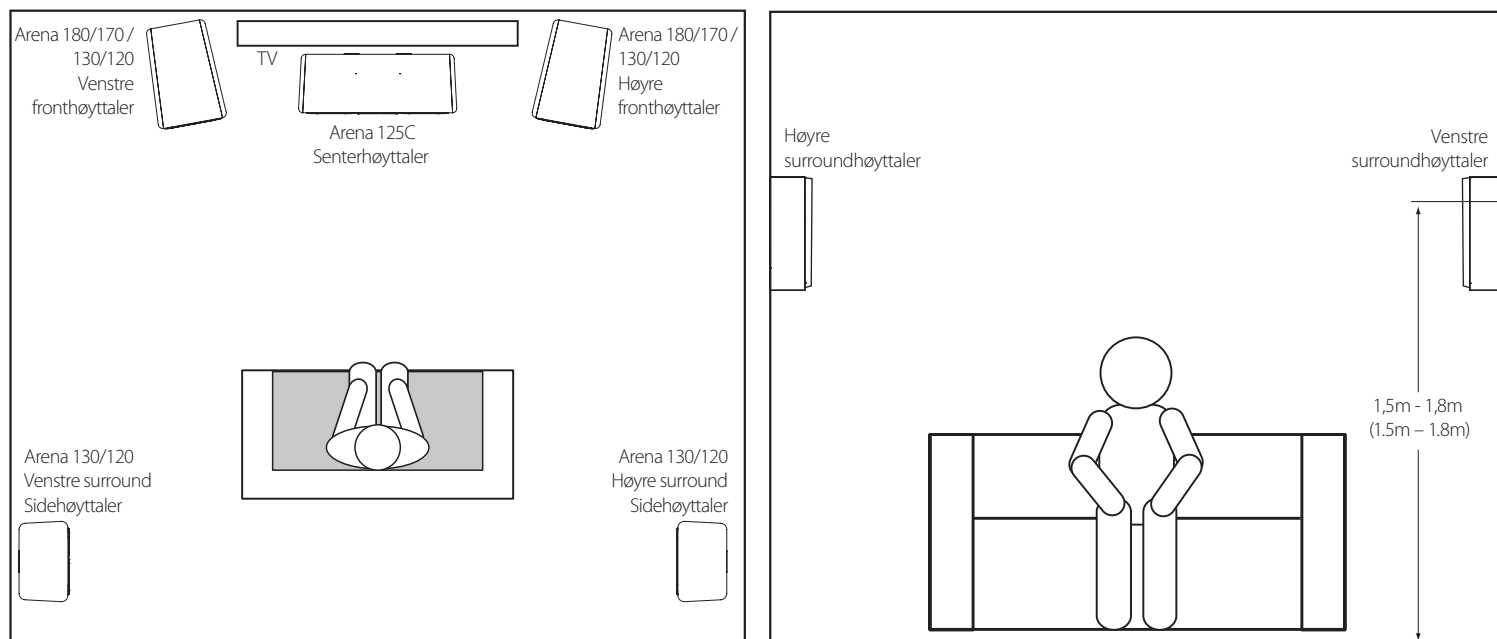 Arena 180/170 /
130/120
Venstre
fronthøyttaler
TV
Arena 180/170 /
130/120
Høyre
fronthøyttaler
Arena 125C
Senterhøyttaler
Arena 130/120
Venstre surround
Sidehøyttaler
Arena 130/120
Høyre surround
Sidehøyttaler
Høyre
surroundhøyttaler
Venstre
surroundhøyttaler
1,5m - 1,8m
(1.5m – 1.8m)